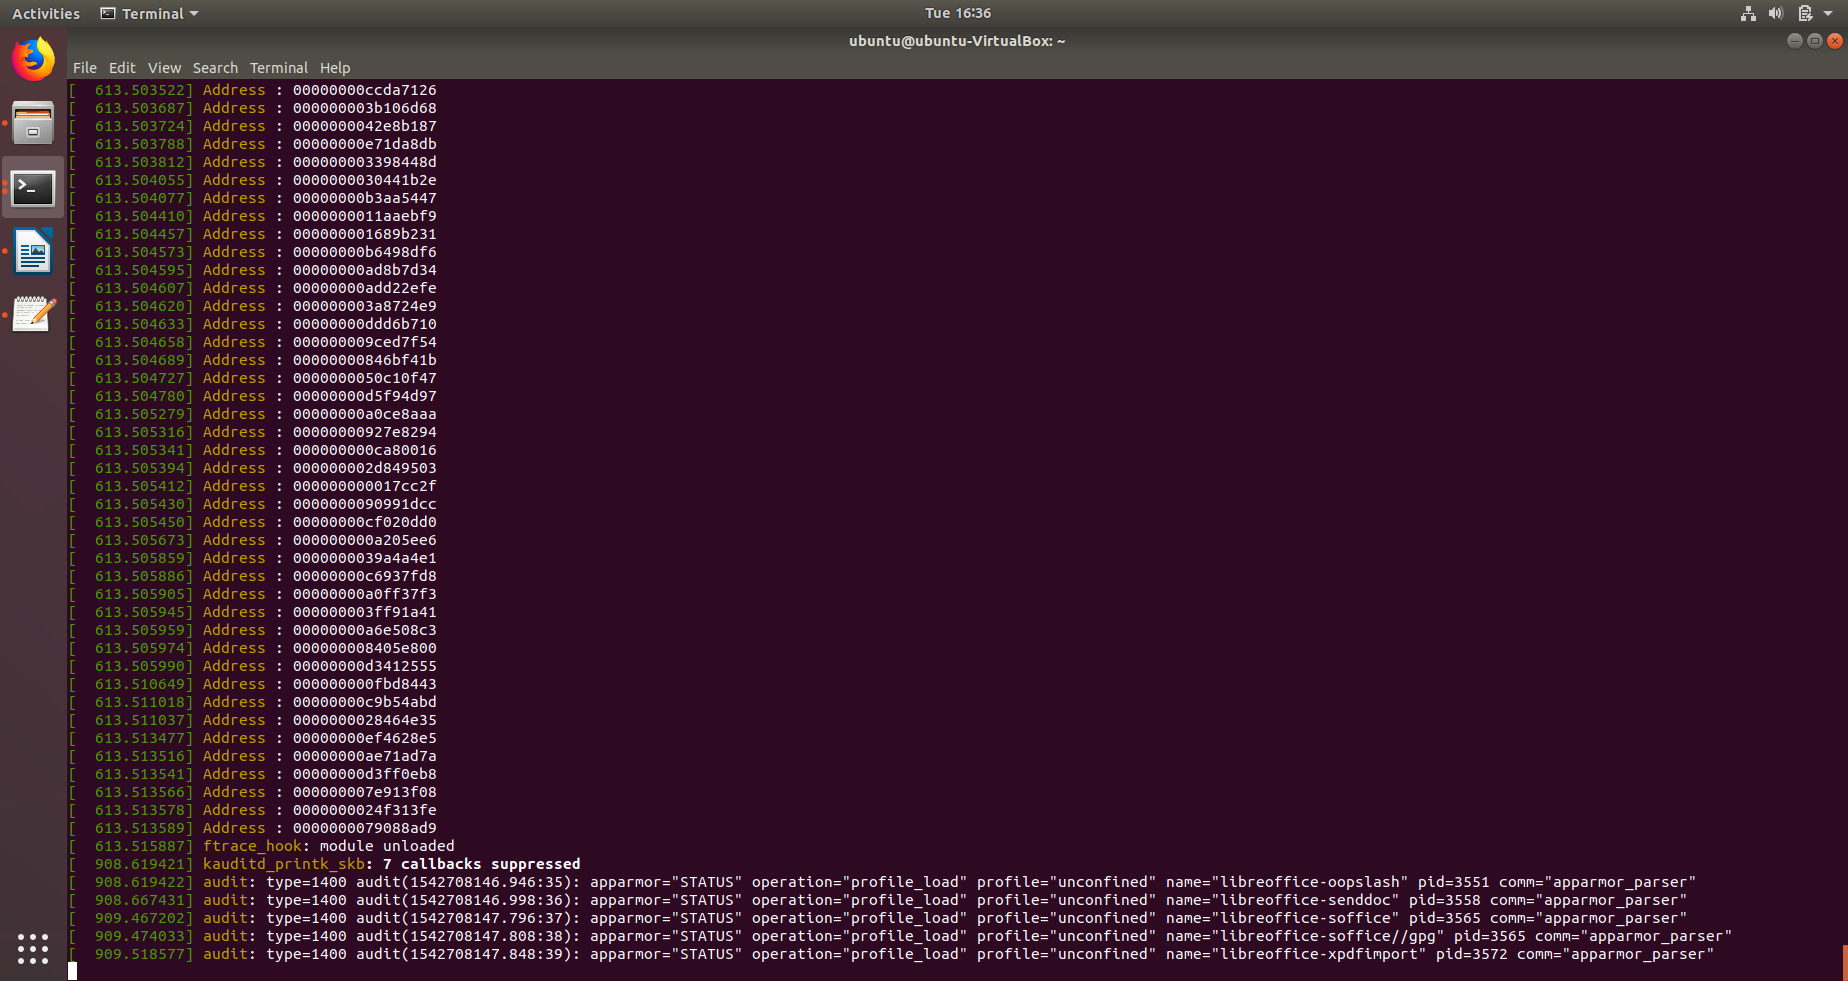 Activities Terminal Tue 16:36
ubuntu@ubuntu-VirtualBox: ~
File Edit View Search Terminal Help
[  613.503522] Address : 00000000ccda7126
[  613.503687] Address : 000000003b106d68
[  613.503724] Address : 0000000042e8b187
[  613.503788] Address : 00000000e71da8db
[  613.503812] Address : 000000003398448d
[  613.504055] Address : 0000000030441b2e
[  613.504077] Address : 00000000b3aa5447
[  613.504410] Address : 0000000011aaebf9
[  613.504457] Address : 000000001689b231
[  613.504573] Address : 00000000b6498df6
[  613.504595] Address : 00000000ad8b7d34
[  613.504607] Address : 00000000add22efe
[  613.504620] Address : 000000003a8724e9
[  613.504633] Address : 00000000ddd6b710
[  613.504658] Address : 000000009ced7f54
[  613.504689] Address : 00000000846bf41b
[  613.504727] Address : 0000000050c10f47
[  613.504780] Address : 00000000d5f94d97
[  613.505279] Address : 00000000a0ce8aaa
[  613.505316] Address : 00000000927e8294
[  613.505341] Address : 000000000ca80016
[  613.505394] Address : 000000002d849503
[  613.505412] Address : 000000000017cc2f
[  613.505430] Address : 0000000090991dcc
[  613.505450] Address : 00000000cf020dd0
[  613.505673] Address : 000000000a205ee6
[  613.505859] Address : 0000000039a4a4e1
[  613.505886] Address : 00000000c6937fd8
[  613.505905] Address : 00000000a0ff37f3
[  613.505945] Address : 000000003ff91a41
[  613.505959] Address : 00000000a6e508c3
[  613.505974] Address : 000000008405e800
[  613.505990] Address : 00000000d3412555
[  613.510649] Address : 000000000fbd8443
[  613.511018] Address : 00000000c9b54abd
[  613.511037] Address : 0000000028464e35
[  613.513477] Address : 00000000ef4628e5
[  613.513516] Address : 00000000ae71ad7a
[  613.513541] Address : 00000000d3ff0eb8
[  613.513566] Address : 000000007e913f08
[  613.513578] Address : 0000000024f313fe
[  613.513589] Address : 0000000079088ad9
[  613.515887] ftrace_hook: module unloaded
[  908.619421] kauditd_printk_skb: 7 callbacks suppressed
[  908.619422] audit: type=1400 audit(1542708146.946:35): apparmor="STATUS" operation="profile_load" profile="unconfined" name="libreoffice-oopslash" pid=3551 comm="apparmor_parser"
[  908.667431] audit: type=1400 audit(1542708146.998:36): apparmor="STATUS" operation="profile_load" profile="unconfined" name="libreoffice-senddoc" pid=3558 comm="apparmor_parser"
[  909.467202] audit: type=1400 audit(1542708147.796:37): apparmor="STATUS" operation="profile_load" profile="unconfined" name="libreoffice-soffice" pid=3565 comm="apparmor_parser"
[  909.474033] audit: type=1400 audit(1542708147.808:38): apparmor="STATUS" operation="profile_load" profile="unconfined" name="libreoffice-soffice//gpg" pid=3565 comm="apparmor_parser"
[  909.518577] audit: type=1400 audit(1542708147.848:39): apparmor="STATUS" operation="profile_load" profile="unconfined" name="libreoffice-xpdfimport" pid=3572 comm="apparmor_parser"